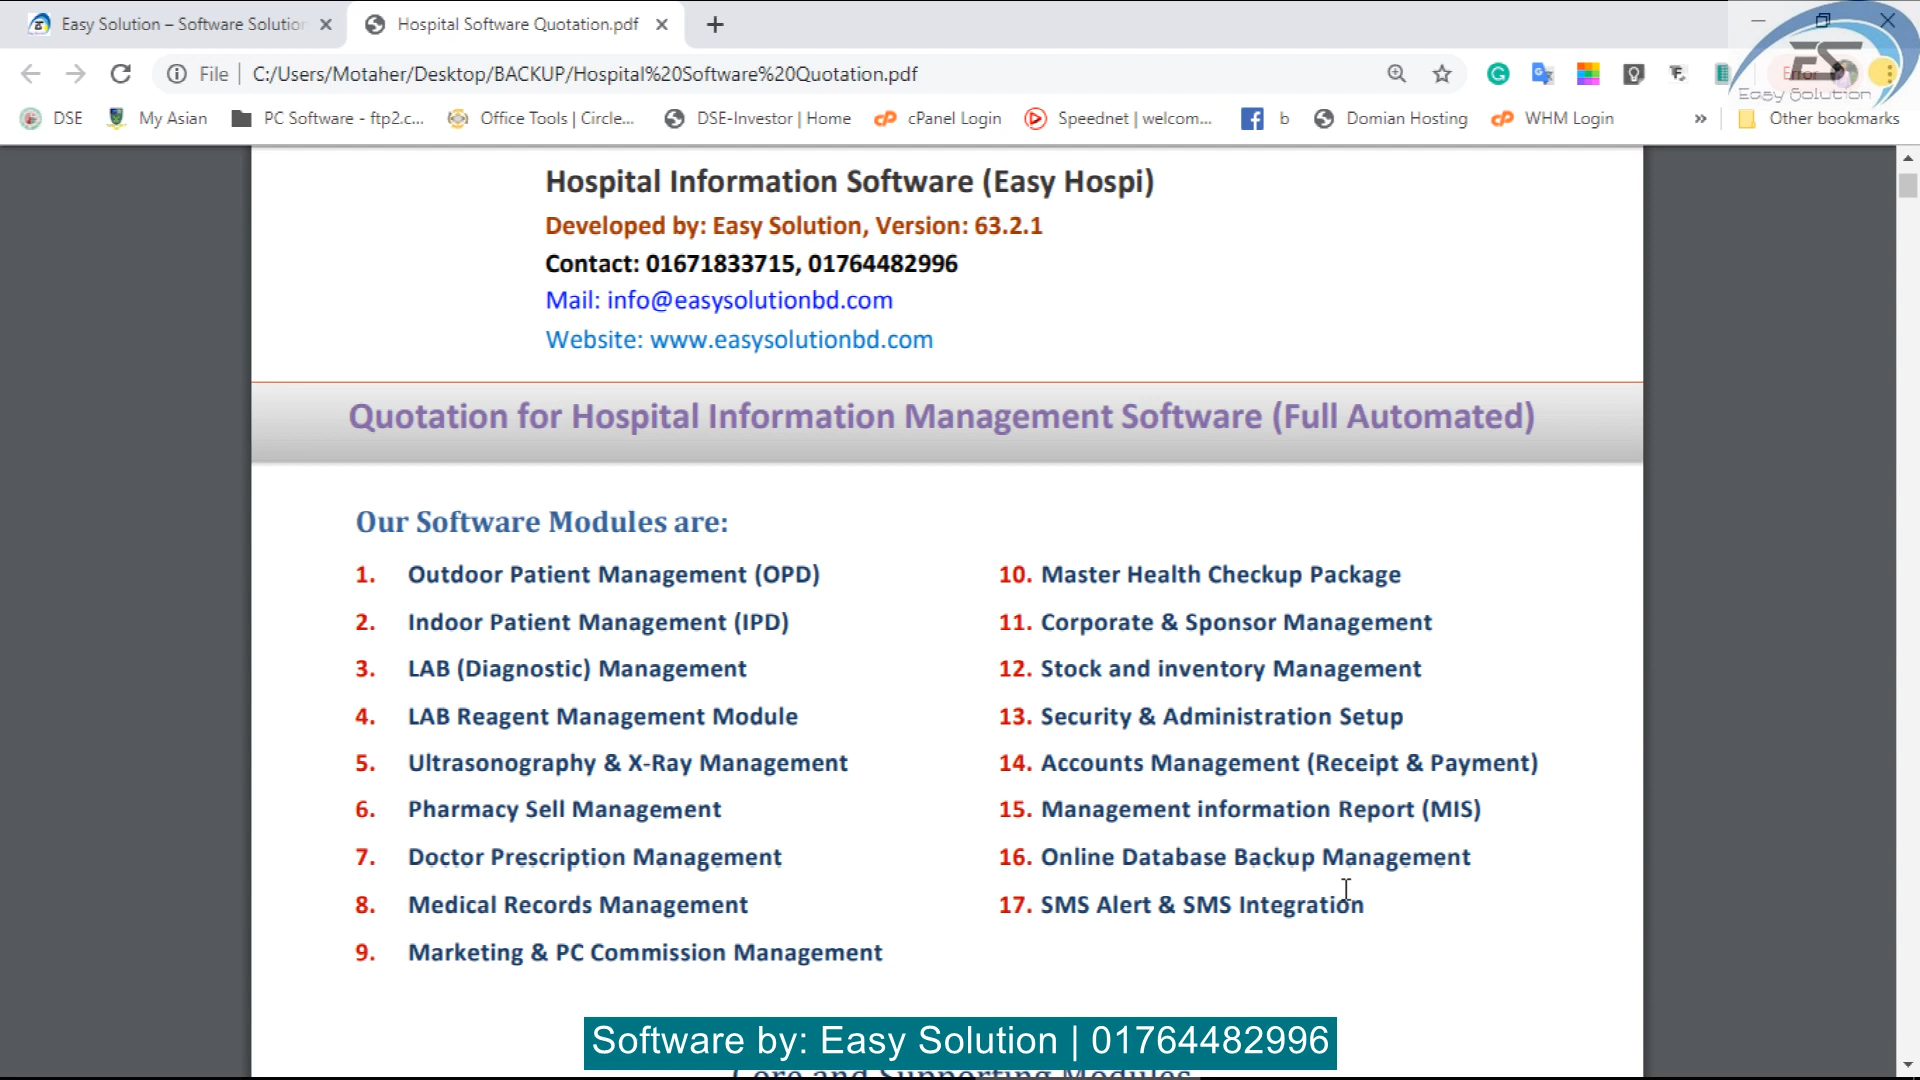 Easy Solution – Software Solution
Hospital Software Quotation.pdf
File
C:/Users/Motaher/Desktop/BACKUP/Hospital%20Software%20Quotation.pdf
Error
ES
Easy Solution
DSE
My Asian
PC Software - ftp2.c...
Office Tools | Circle...
DSE-Investor | Home
cPanel Login
Speednet | welcom...
b
Domian Hosting
WHM Login
»
Other bookmarks
Hospital Information Software (Easy Hospi)
Developed by: Easy Solution, Version: 63.2.1
Contact: 01671833715, 01764482996
Mail: info@easysolutionbd.com
Website: www.easysolutionbd.com
Quotation for Hospital Information Management Software (Full Automated)
Our Software Modules are:
1. Outdoor Patient Management (OPD)
2. Indoor Patient Management (IPD)
3. LAB (Diagnostic) Management
4. LAB Reagent Management Module
5. Ultrasonography & X-Ray Management
6. Pharmacy Sell Management
7. Doctor Prescription Management
8. Medical Records Management
9. Marketing & PC Commission Management
10. Master Health Checkup Package
11. Corporate & Sponsor Management
12. Stock and inventory Management
13. Security & Administration Setup
14. Accounts Management (Receipt & Payment)
15. Management information Report (MIS)
16. Online Database Backup Management
17. SMS Alert & SMS Integration
Software by: Easy Solution | 01764482996
Core and Supporting Modules